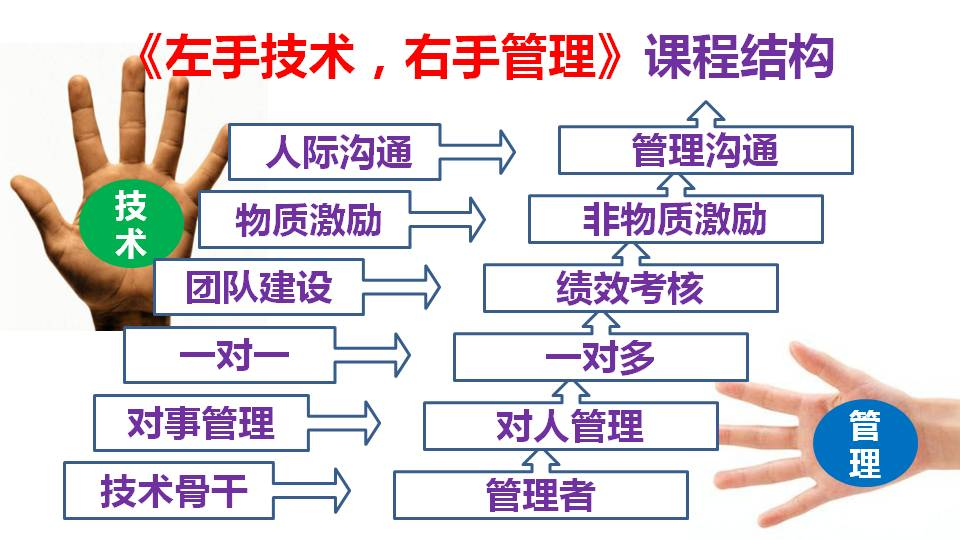 《左手技术，右手管理》课程结构
人际沟通
管理沟通
物质激励
非物质激励
技
术
团队建设
绩效考核
一对一
一对多
对事管理
对人管理
管
理
技术骨干
管理者